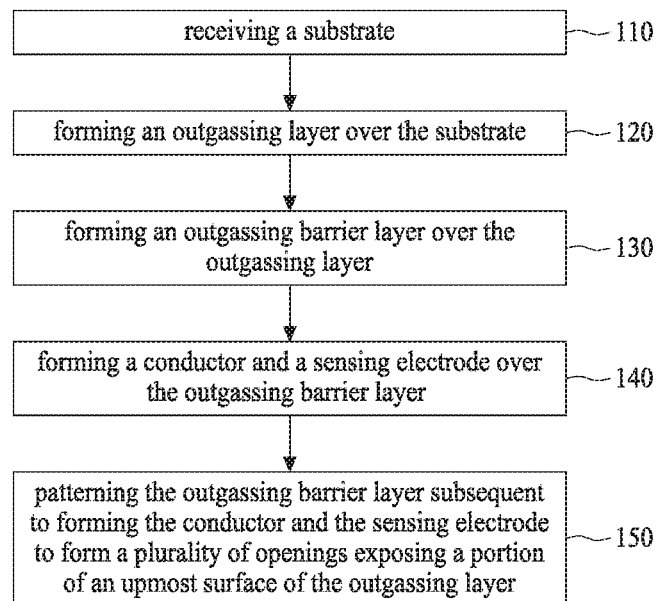 receiving a substrate
110
forming an outgassing layer over the substrate
120
forming an outgassing barrier layer over the
outgassing layer
130
forming a conductor and a sensing electrode over
the outgassing barrier layer
140
patterning the outgassing barrier layer subsequent
to forming the conductor and the sensing electrode
to form a plurality of openings exposing a portion
of an upmost surface of the outgassing layer
150